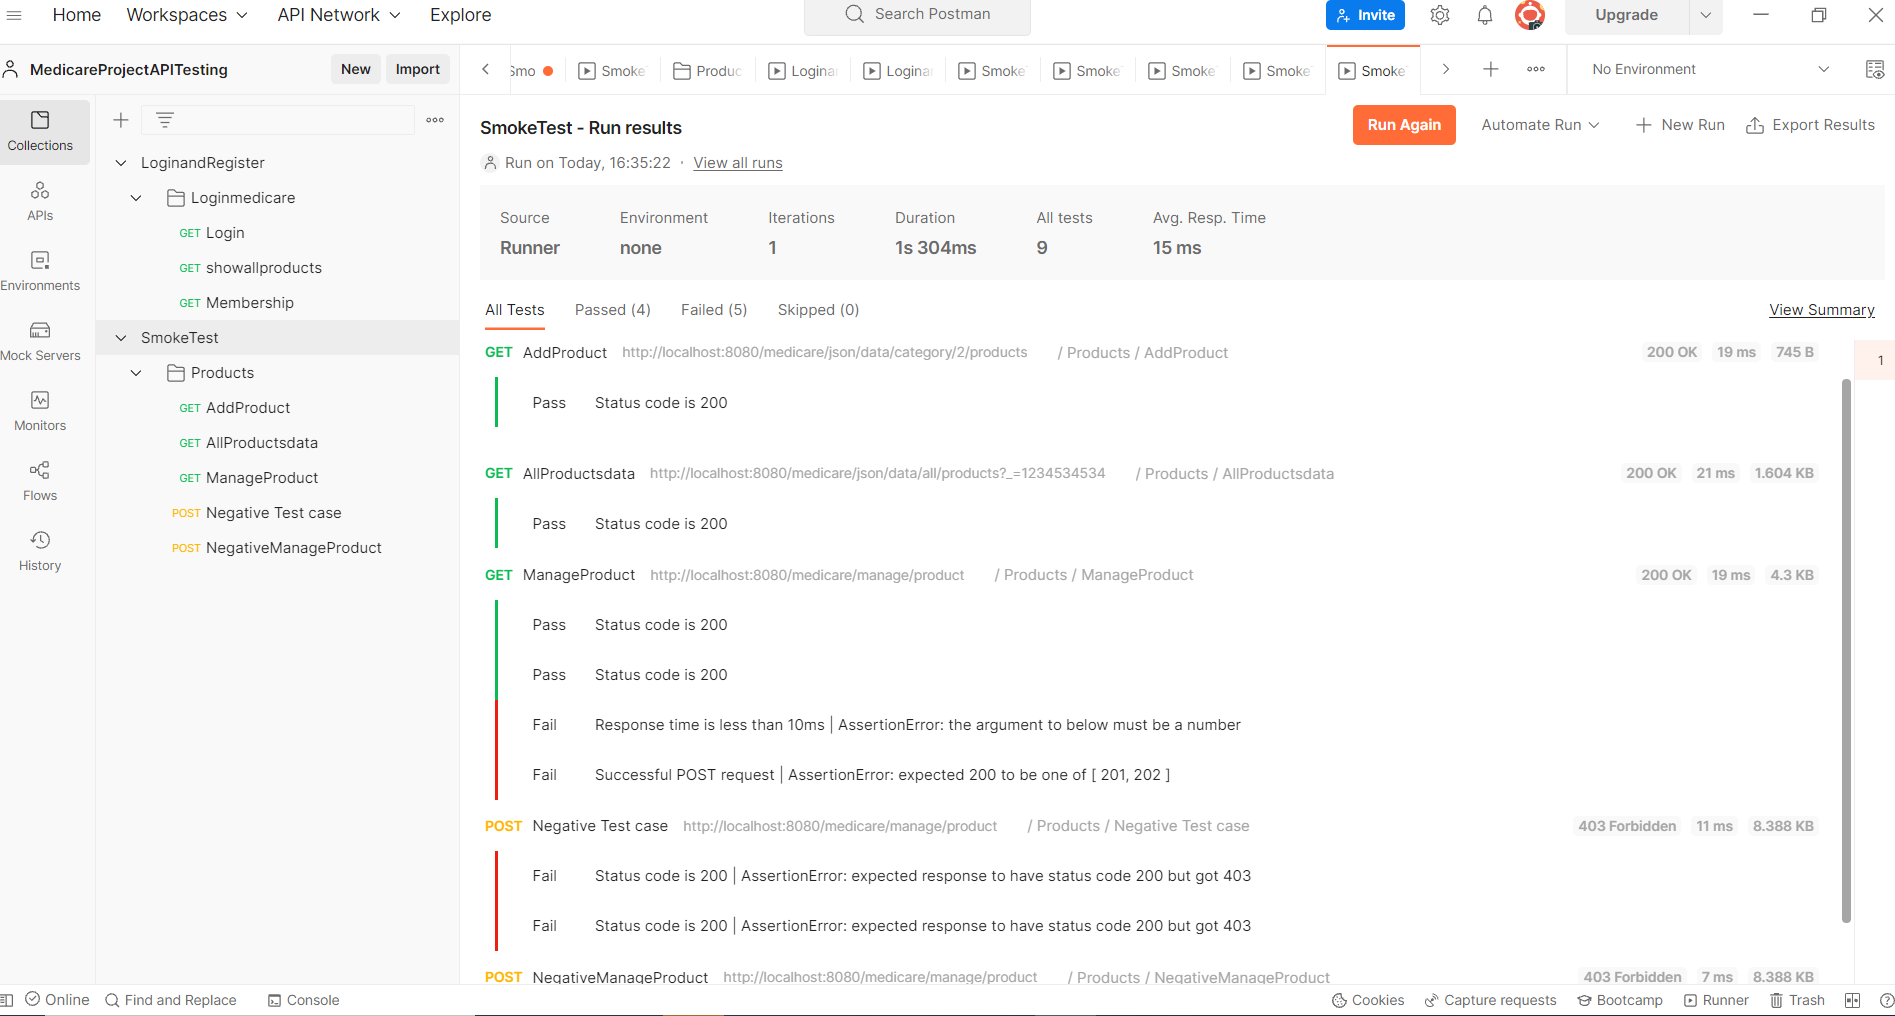 Home Workspaces API Network Explore Search Postman Invite Upgrade
MedicareProjectAPITesting New Import
Smo Smoke Produc Loginar Loginar Smoke Smoke Smoke Smoke Smoke No Environment
Collections
APIs
Environments
Mock Servers
Monitors
Flows
History
LoginandRegister
Loginmedicare
GET Login
GET showallproducts
GET Membership
SmokeTest
Products
GET AddProduct
GET AllProductsdata
GET ManageProduct
POST Negative Test case
POST NegativeManageProduct
SmokeTest - Run results
Run Again Automate Run New Run Export Results
Run on Today, 16:35:22 · View all runs
Source Environment Iterations Duration All tests Avg. Resp. Time
Runner none 1 1s 304ms 9 15 ms
All Tests Passed (4) Failed (5) Skipped (0) View Summary
GET AddProduct http://localhost:8080/medicare/json/data/category/2/products / Products / AddProduct 200 OK 19 ms 745 B
1
Pass Status code is 200
GET AllProductsdata http://localhost:8080/medicare/json/data/all/products?_=1234534534 / Products / AllProductsdata 200 OK 21 ms 1.604 KB
Pass Status code is 200
GET ManageProduct http://localhost:8080/medicare/manage/product / Products / ManageProduct 200 OK 19 ms 4.3 KB
Pass Status code is 200
Pass Status code is 200
Fail Response time is less than 10ms | AssertionError: the argument to below must be a number
Fail Successful POST request | AssertionError: expected 200 to be one of [ 201, 202 ]
POST Negative Test case http://localhost:8080/medicare/manage/product / Products / Negative Test case 403 Forbidden 11 ms 8.388 KB
Fail Status code is 200 | AssertionError: expected response to have status code 200 but got 403
Fail Status code is 200 | AssertionError: expected response to have status code 200 but got 403
POST NegativeManageProduct http://localhost:8080/medicare/manage/product / Products / NegativeManageProduct 403 Forbidden 7 ms 8.388 KB
Online Find and Replace Console Cookies Capture requests Bootcamp Runner Trash